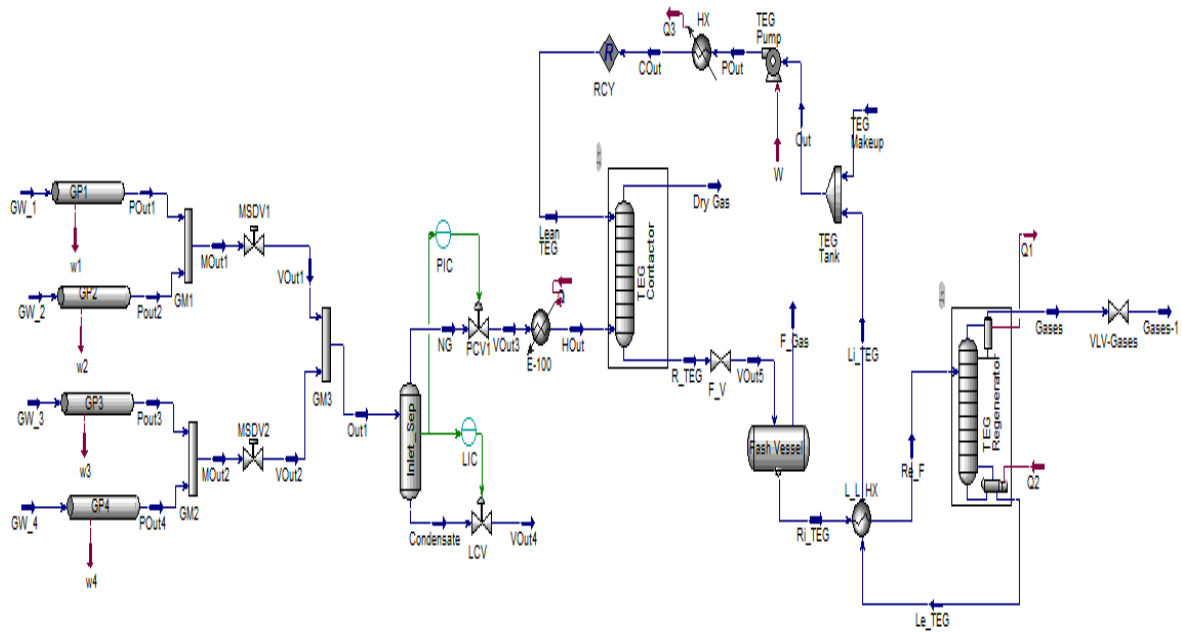 GW_1
GP1
POut1
w1
GW_2
GP2
Pout2
w2
GM1
MOut1
MSDV1
VOut1
GW_3
GP3
Pout3
w3
GW_4
GP4
POut4
w4
GM2
MOut2
MSDV2
VOut2
GM3
Out1
Inlet_Sep
PIC
LIC
NG
PCV1
VOut3
Q
E-100
HOut
Condensate
LCV
VOut4
Lean
TEG
RCY
R
COut
Q3
HX
POut
TEG
Pump
W
Out
TEG
Makeup
TEG
Tank
TEG
Contactor
Dry Gas
R_TEG
F_V
VOut5
F_Gas
Flash Vessel
Ri_TEG
L_L_HX
Li_TEG
Re_F
Le_TEG
TEG
Regenerator
Q1
Q2
Gases
VLV-Gases
Gases-1